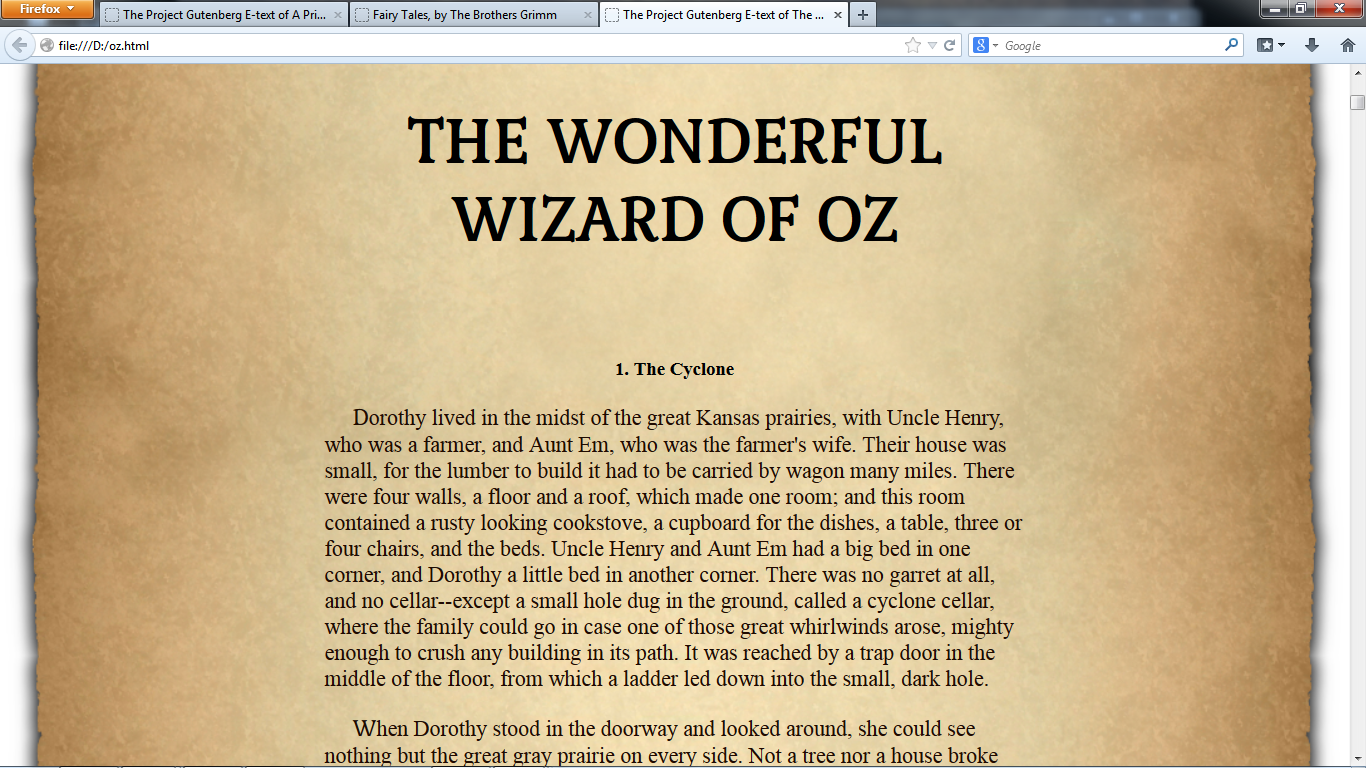 Firefox
The Project Gutenberg E-text of A Pri...
Fairy Tales, by The Brothers Grimm
The Project Gutenberg E-text of The ...
file:///D:/oz.html
Google
THE WONDERFUL
WIZARD OF OZ
1. The Cyclone
Dorothy lived in the midst of the great Kansas prairies, with Uncle Henry,
who was a farmer, and Aunt Em, who was the farmer's wife. Their house was
small, for the lumber to build it had to be carried by wagon many miles. There
were four walls, a floor and a roof, which made one room; and this room
contained a rusty looking cookstove, a cupboard for the dishes, a table, three or
four chairs, and the beds. Uncle Henry and Aunt Em had a big bed in one
corner, and Dorothy a little bed in another corner. There was no garret at all,
and no cellar--except a small hole dug in the ground, called a cyclone cellar,
where the family could go in case one of those great whirlwinds arose, mighty
enough to crush any building in its path. It was reached by a trap door in the
middle of the floor, from which a ladder led down into the small, dark hole.
When Dorothy stood in the doorway and looked around, she could see
nothing but the great gray prairie on every side. Not a tree nor a house broke